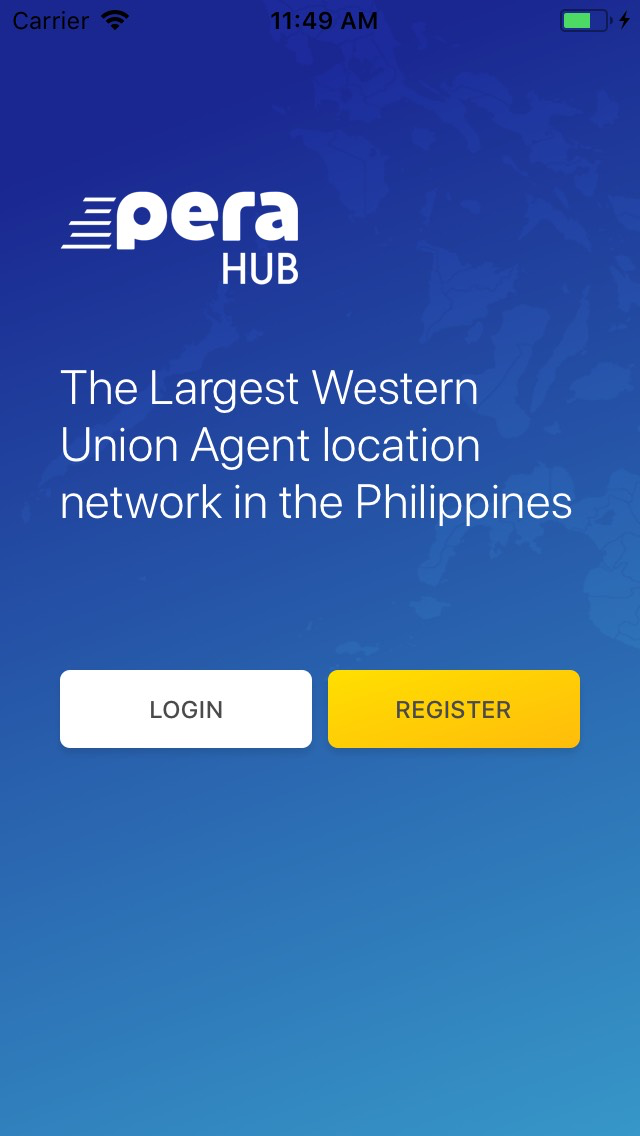 Carrier 11:49 AM
pera
HUB
The Largest Western
Union Agent location
network in the Philippines
LOGIN REGISTER